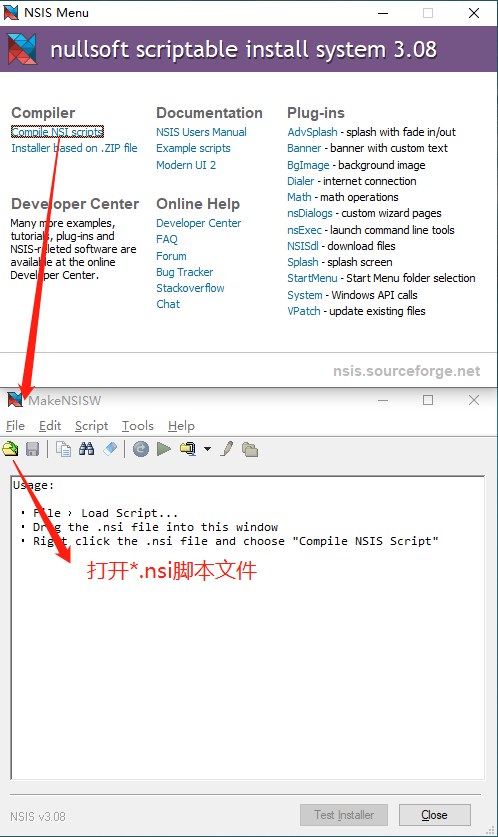 NSIS Menu
nullsoft scriptable install system 3.08
Compiler
Compile NSI scripts
Installer based on .ZIP file
Documentation
NSIS Users Manual
Example scripts
Modern UI 2
Plug-ins
AdvSplash - splash with fade in/out
Banner - banner with custom text
BgImage - background image
Dialer - internet connection
Math - math operations
nsDialogs - custom wizard pages
nsExec - launch command line tools
NSISdl - download files
Splash - splash screen
StartMenu - Start Menu folder selection
System - Windows API calls
VPatch - update existing files
Developer Center
Many more examples,
tutorials, plug-ins and
NSIS-releted software are
available at the online
Developer Center.
Online Help
Developer Center
FAQ
Forum
Bug Tracker
Stackoverflow
Chat
nsis.sourceforge.net
MakeNSISW
File Edit Script Tools Help
Usage:
• File › Load Script...
• Drag the .nsi file into this window
• Right click the .nsi file and choose "Compile NSIS Script"
打开*.nsi脚本文件
NSIS v3.08
Test Installer
Close